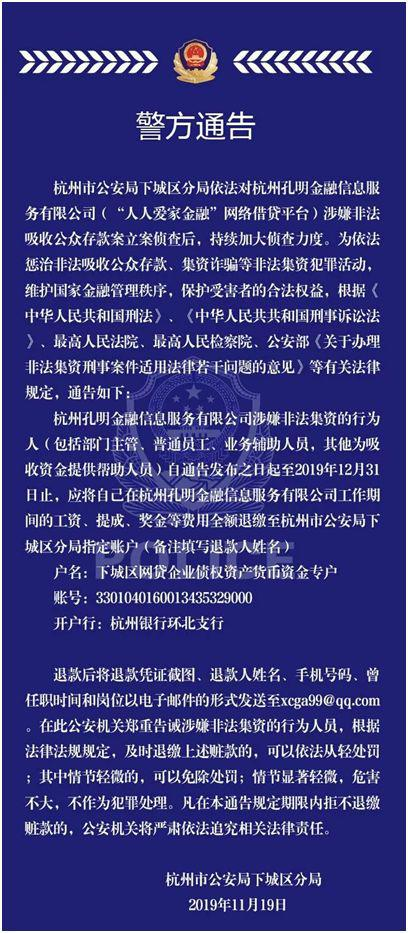 警方通告
杭州市公安局下城区分局依法对杭州孔明金融信息服
务有限公司（“人人爱家金融”网络借贷平台）涉嫌非法
吸收公众存款案立案侦查后，持续加大侦查力度。为依法
惩治非法吸收公众存款、集资诈骗等非法集资犯罪活动，
维护国家金融管理秩序，保护受害者的合法权益，根据《
中华人民共和国刑法》、《中华人民共共和国刑事诉讼法》
、最高人民法院、最高人民检察院、公安部《关于办理
非法集资刑事案件适用法律若干问题的意见》等有关法律
规定，通告如下：
杭州孔明金融信息服务有限公司涉嫌非法集资的行为
人（包括部门主管、普通员工、业务辅助人员，其他为吸
收资金提供帮助人员）自通告发布之日起至2019年12月31
日止，应将自己在杭州孔明金融信息服务有限公司工作期
间的工资、提成、奖金等费用全额退缴至杭州市公安局下
城区分局指定账户（备注填写退款人姓名）
户名：下城区网贷企业债权资产货币资金专户
账号：3301040160013435329000
开户行：杭州银行环北支行
POLICE
退款后将退款凭证截图、退款人姓名、手机号码、曾
任职时间和岗位以电子邮件的形式发送至xcga99@qq.com
。在此公安机关郑重告诫涉嫌非法集资的行为人员，根据
法律法规规定，及时退缴上述赃款的，可以依法从轻处罚
；其中情节轻微的，可以免除处罚；情节显著轻微，危害
不大，不作为犯罪处理。凡在本通告规定期限内拒不退缴
赃款的，公安机关将严肃依法追究相关法律责任。
杭州市公安局下城区分局
2019年11月19日